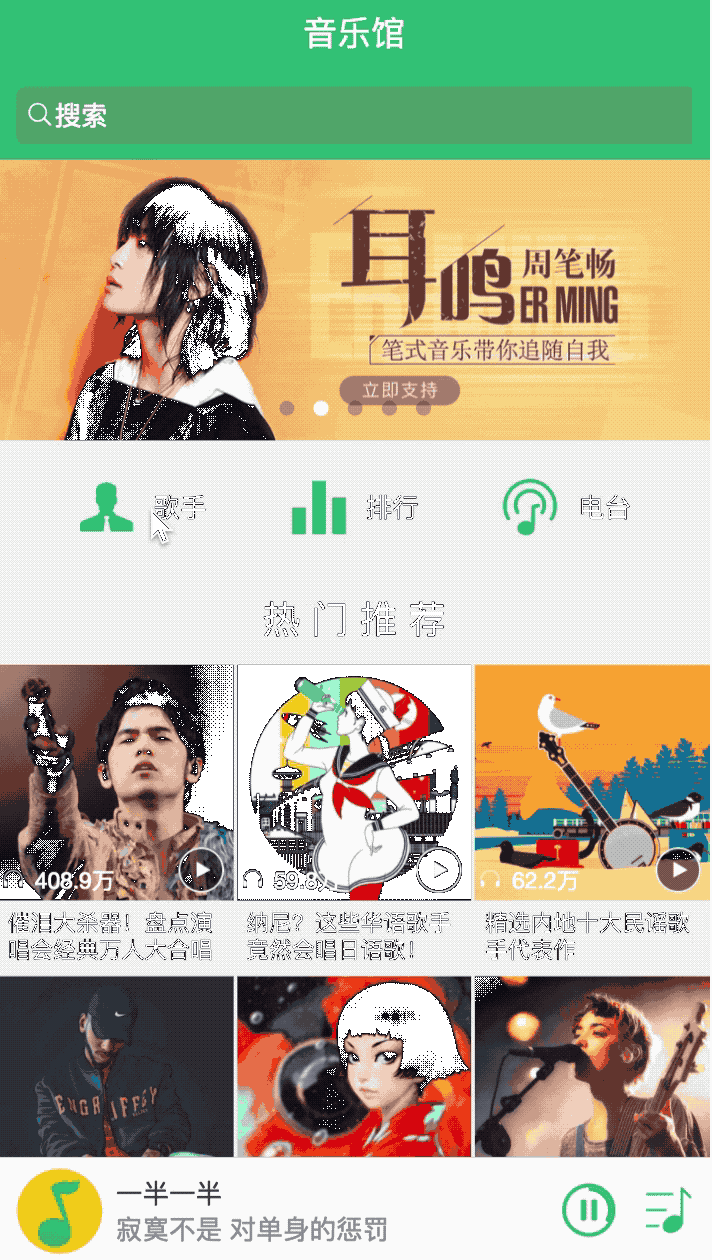 音乐馆
搜索
耳鸣
周笔畅
ER MING
笔式音乐带你追随自我
立即支持
歌手
排行
电台
热门推荐
408.9万
59.8万
62.2万
催泪大杀器！盘点演
唱会经典万人大合唱
纳尼？这些华语歌手
竟然会唱日语歌！
精选内地十大民谣歌
手代表作
一半一半
寂寞不是 对单身的惩罚